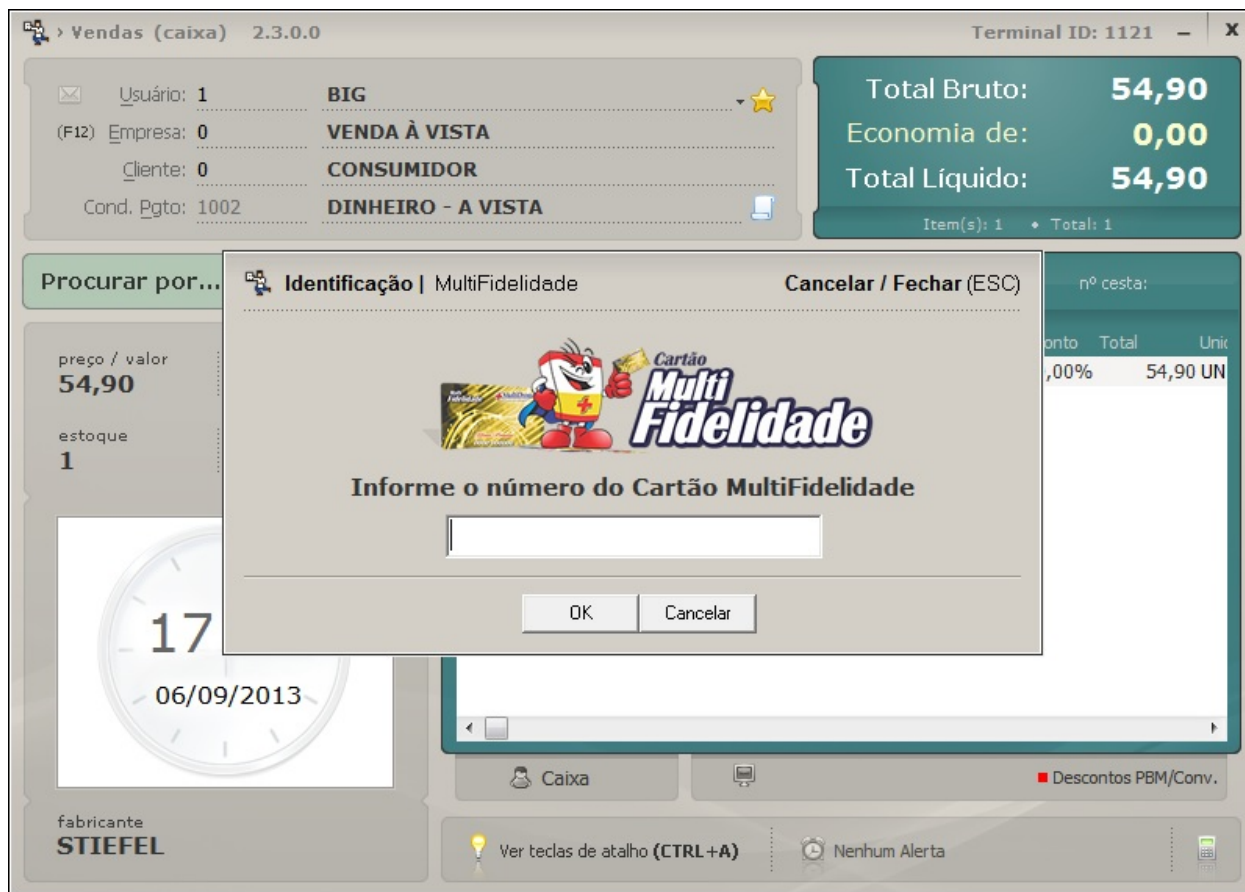 › Vendas (caixa) 2.3.0.0
Terminal ID: 1121
Usuário: 1 BIG
(F12) Empresa: 0 VENDA À VISTA
Cliente: 0 CONSUMIDOR
Cond. Pgto: 1002 DINHEIRO - A VISTA
Total Bruto: 54,90
Economia de: 0,00
Total Líquido: 54,90
Item(s): 1 • Total: 1
Procurar por...
nº cesta:
Identificação | MultiFidelidade
Cancelar / Fechar (ESC)
Cartão
Multi
Fidelidade
Informe o número do Cartão MultiFidelidade
OK
Cancelar
preço / valor
54,90
estoque
1
onto Total Unid
,00% 54,90 UN
17
06/09/2013
fabricante
STIEFEL
Caixa
Descontos PBM/Conv.
Ver teclas de atalho (CTRL+A)
Nenhum Alerta